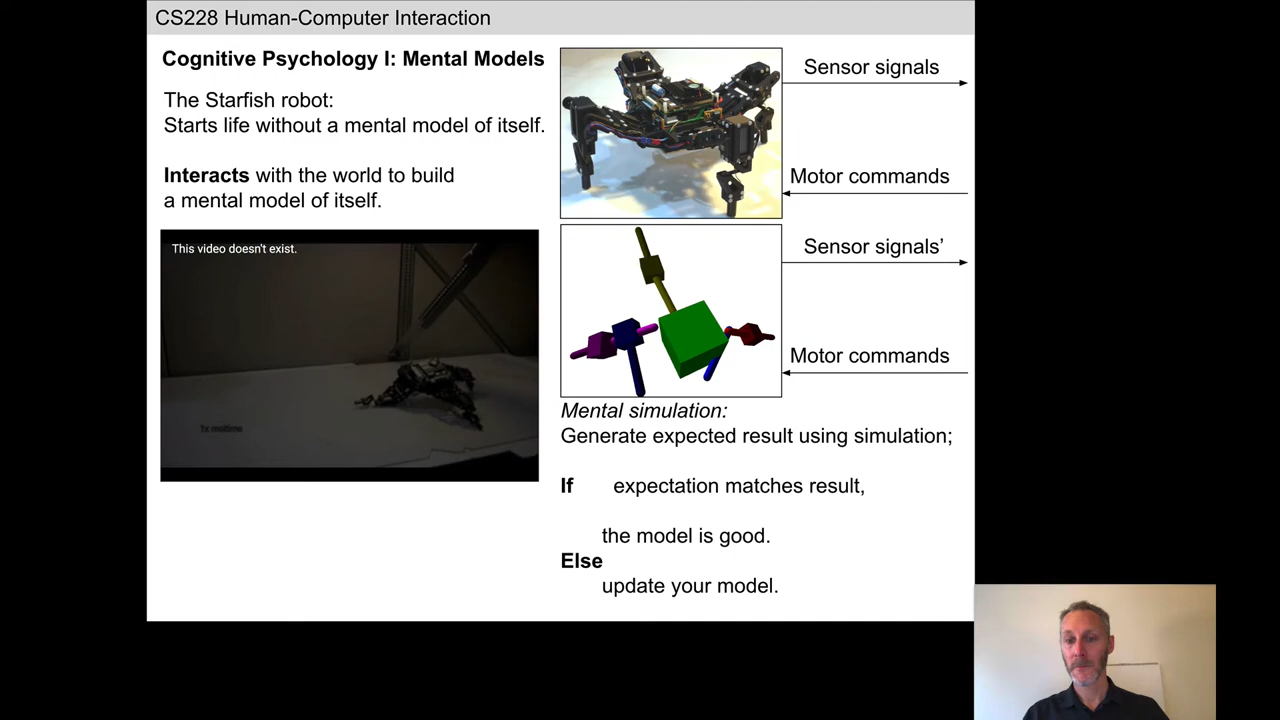 CS228 Human-Computer Interaction
Cognitive Psychology I: Mental Models
The Starfish robot:
Starts life without a mental model of itself.
Interacts with the world to build
a mental model of itself.
This video doesn't exist.
1x realtime
Sensor signals
Motor commands
Sensor signals’
Motor commands
Mental simulation:
Generate expected result using simulation;
If expectation matches result,
the model is good.
Else
update your model.